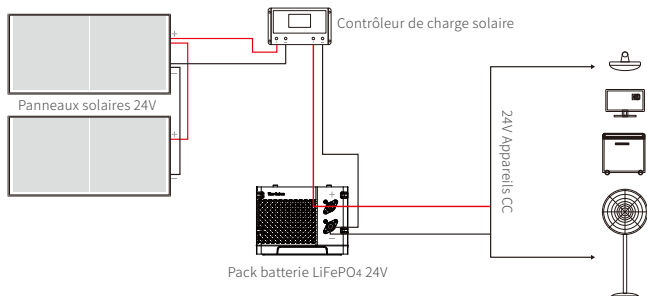 Contrôleur de charge solaire
Panneaux solaires 24V
24V Appareils CC
Pack batterie LiFePO4 24V